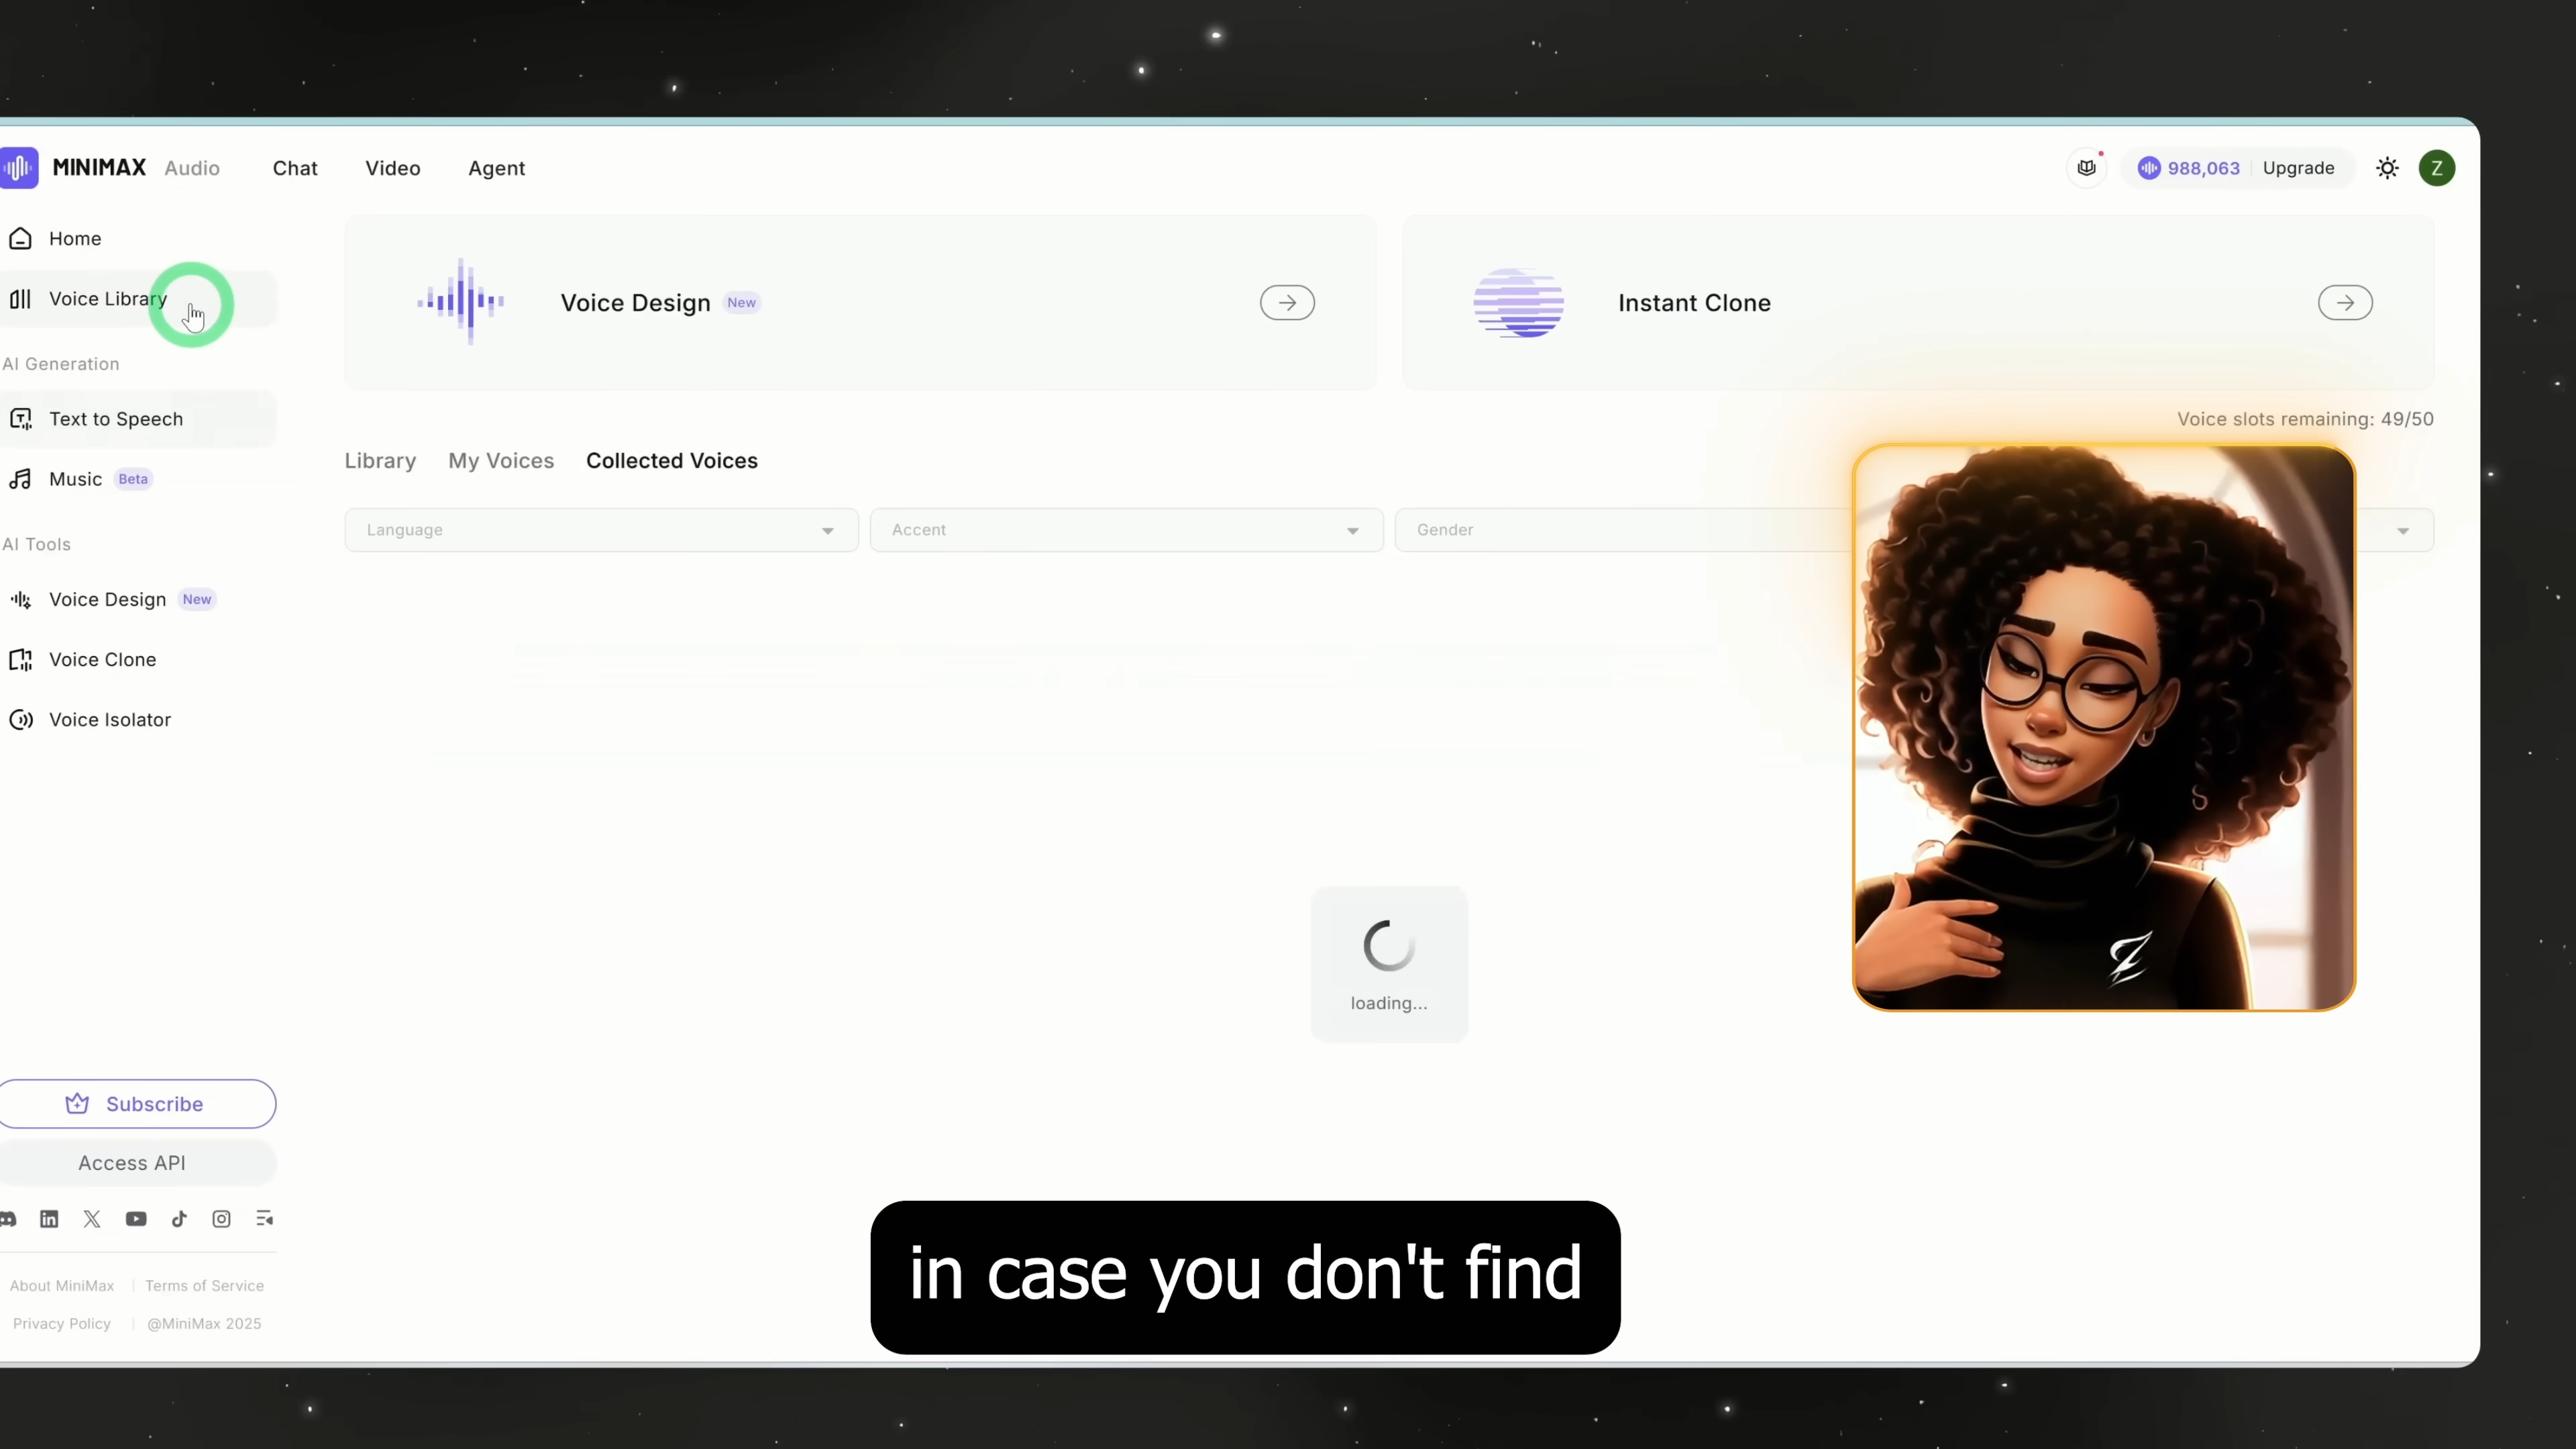 MINIMAX Audio Chat Video Agent
988,063 Upgrade Z
Home
Voice Library
AI Generation
Text to Speech
Music Beta
AI Tools
Voice Design New
Voice Clone
Voice Isolator
Subscribe
Access API
About MiniMax Terms of Service
Privacy Policy @MiniMax 2025
Voice Design New
Instant Clone
Voice slots remaining: 49/50
Library My Voices Collected Voices
Language Accent Gender
loading...
Z
in case you don't find